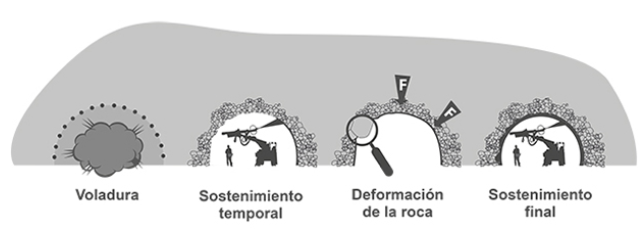 F
F
Voladura
Sostenimiento
temporal
Deformación
de la roca
Sostenimiento
final